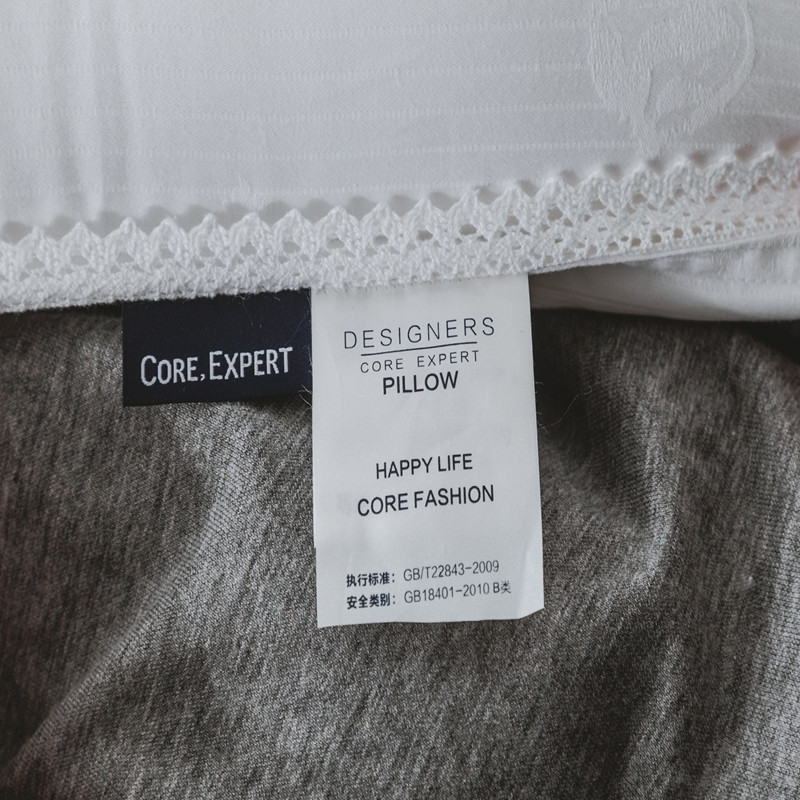 CORE, EXPERT
DESIGNERS
CORE EXPERT
PILLOW
HAPPY LIFE
CORE FASHION
执行标准: GB/T22843-2009
安全类别: GB18401-2010 B类